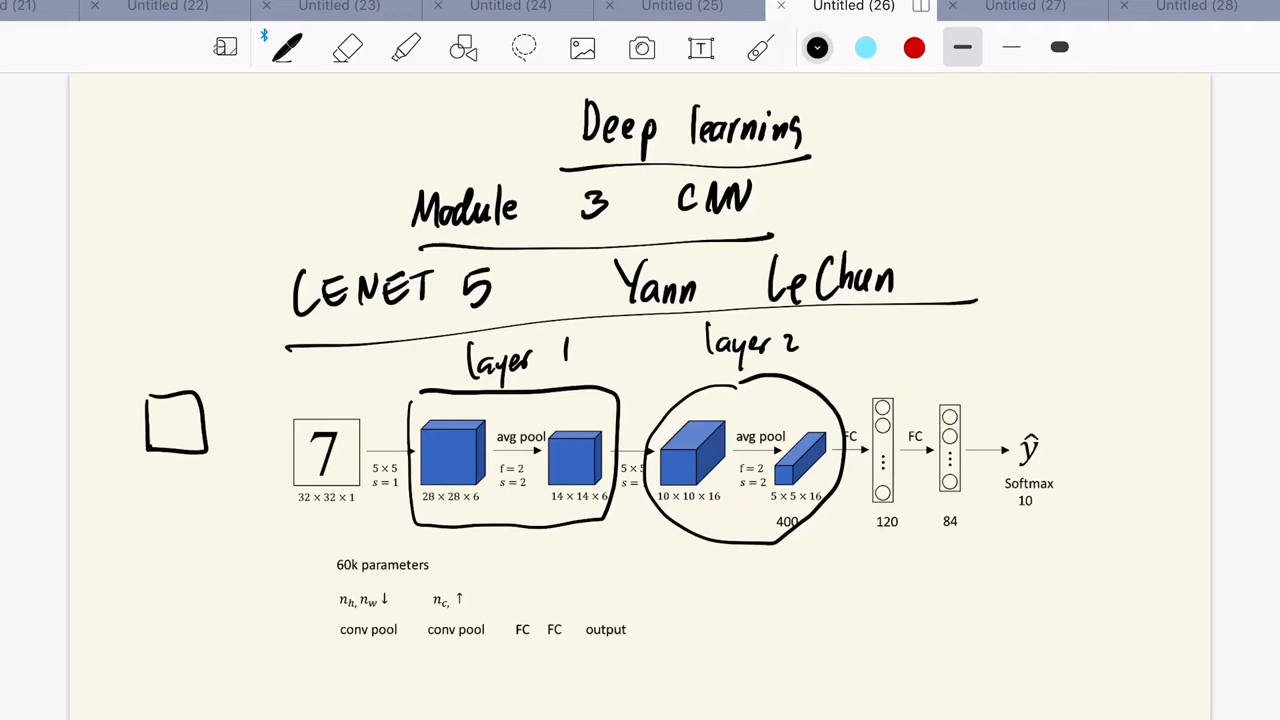 (21)
Untitled (22)
Untitled (23)
Untitled (24)
Untitled (25)
Untitled (26)
Untitled (27)
Untitled (28)
T
Deep learning
Module 3 CNN
LENET 5 Yann LeChun
layer 1 layer 2
7
32 × 32 × 1
5 × 5
s = 1
28 × 28 × 6
avg pool
f = 2
s = 2
14 × 14 × 6
5 × 5
s =
10 × 10 × 16
avg pool
f = 2
s = 2
5 × 5 × 16
400
FC
⋮
120
FC
⋮
84
ŷ
Softmax
10
60k parameters
n_h, n_w ↓ n_c, ↑
conv pool conv pool FC FC output